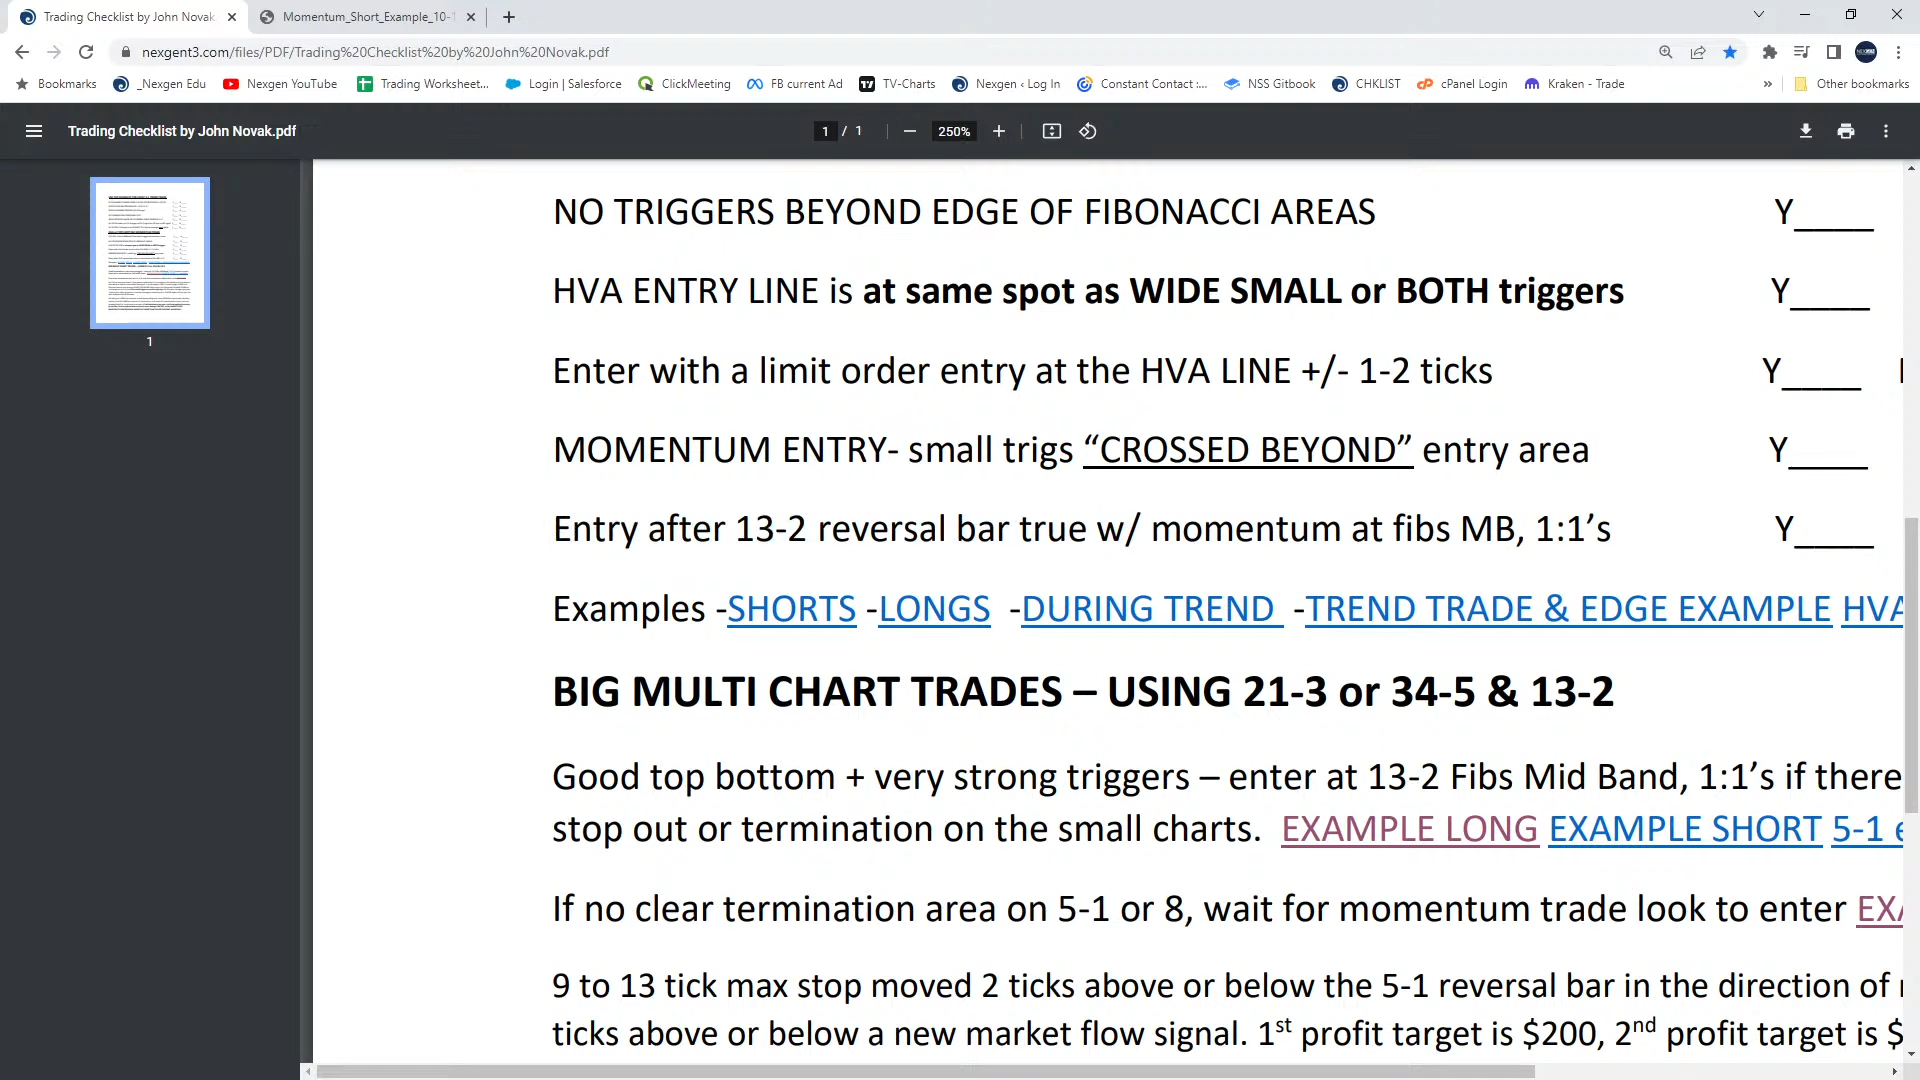 Trading Checklist by John Novak
Momentum_Short_Example_10-1
nexgent3.com/files/PDF/Trading%20Checklist%20by%20John%20Novak.pdf
Bookmarks _Nexgen Edu Nexgen YouTube Trading Worksheet... Login | Salesforce ClickMeeting FB current Ad TV-Charts Nexgen ‹ Log In Constant Contact :... NSS Gitbook CHKLIST cPanel Login Kraken - Trade » Other bookmarks
Trading Checklist by John Novak.pdf 1 / 1 250%
1
NO TRIGGERS BEYOND EDGE OF FIBONACCI AREAS Y____
HVA ENTRY LINE is at same spot as WIDE SMALL or BOTH triggers Y____
Enter with a limit order entry at the HVA LINE +/- 1-2 ticks Y____
MOMENTUM ENTRY- small trigs “CROSSED BEYOND” entry area Y____
Entry after 13-2 reversal bar true w/ momentum at fibs MB, 1:1’s Y____
Examples -SHORTS -LONGS -DURING TREND -TREND TRADE & EDGE EXAMPLE HVA
BIG MULTI CHART TRADES – USING 21-3 or 34-5 & 13-2
Good top bottom + very strong triggers – enter at 13-2 Fibs Mid Band, 1:1’s if there
stop out or termination on the small charts. EXAMPLE LONG EXAMPLE SHORT 5-1
If no clear termination area on 5-1 or 8, wait for momentum trade look to enter EXA
9 to 13 tick max stop moved 2 ticks above or below the 5-1 reversal bar in the direction of
ticks above or below a new market flow signal. 1st profit target is $200, 2nd profit target is $